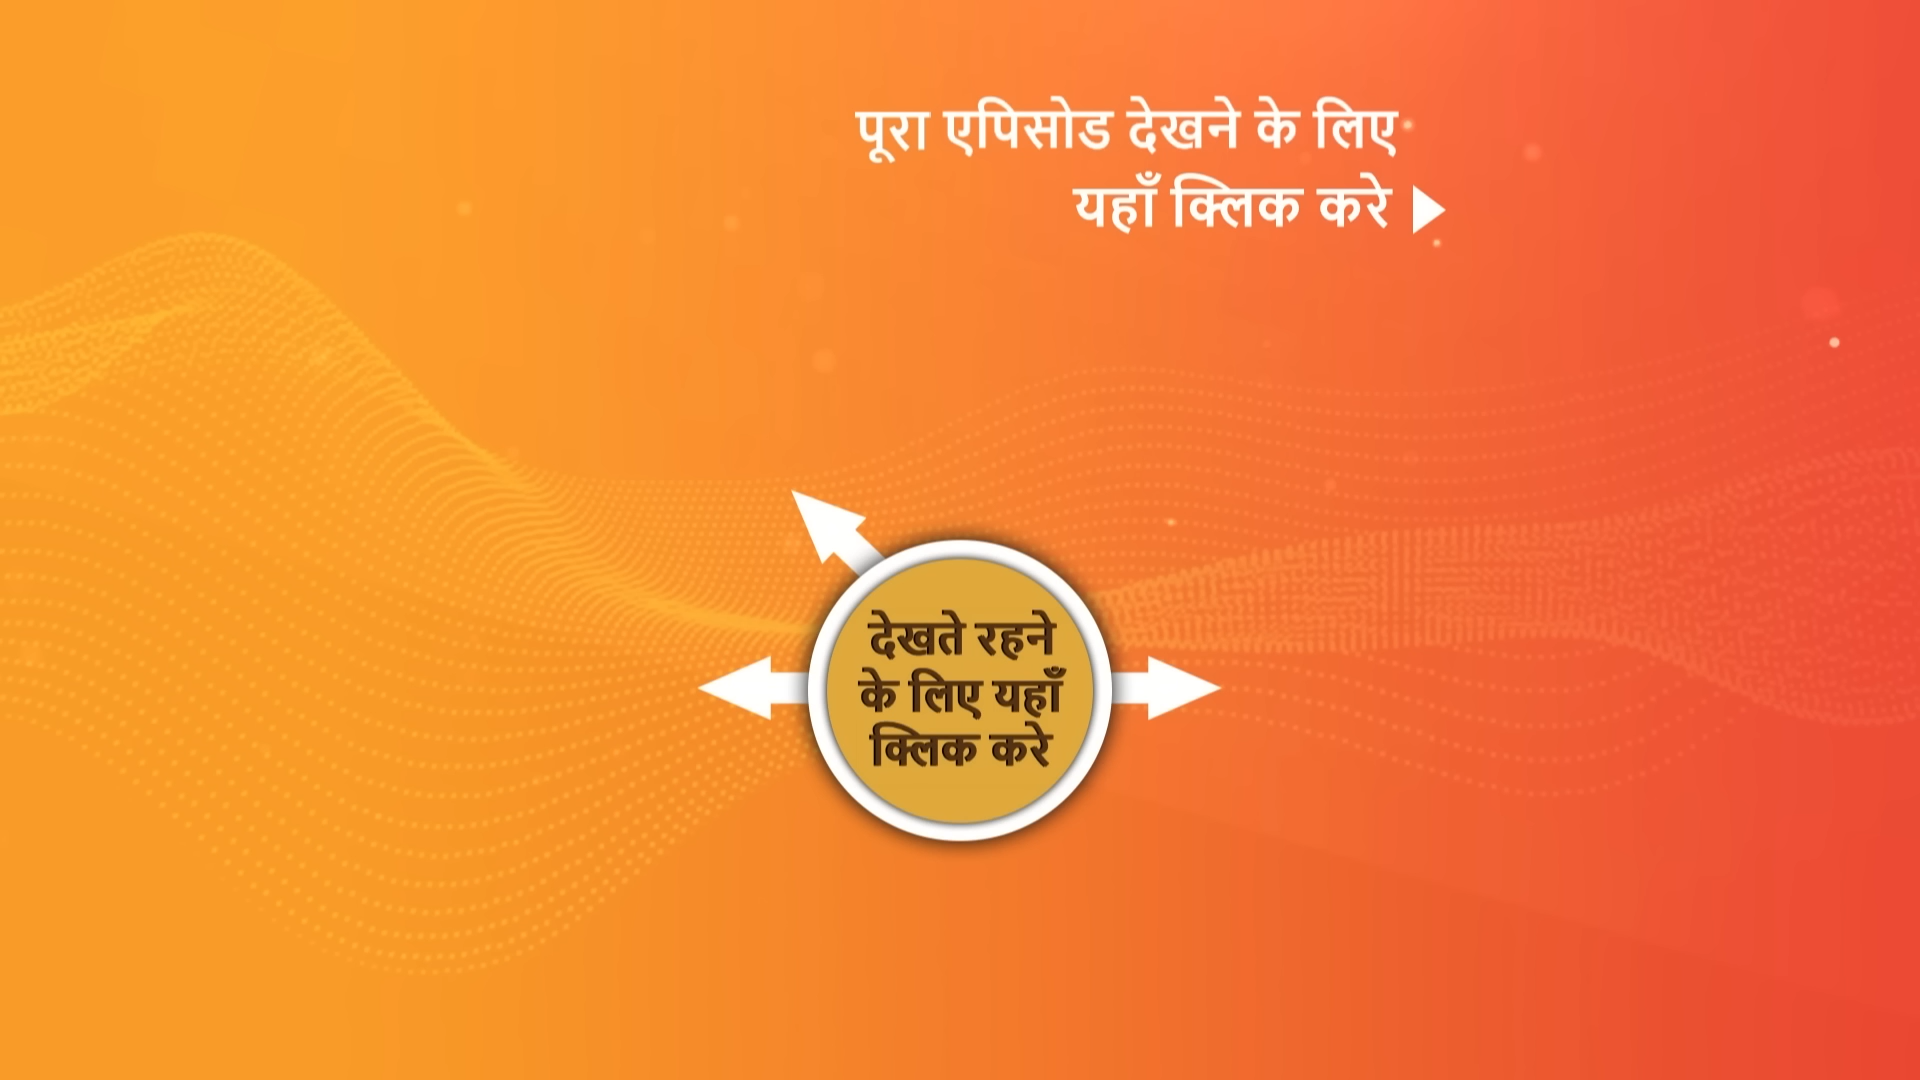 पूरा एपिसोड देखने के लिए
यहाँ क्लिक करे
देखते रहने
के लिए यहाँ
क्लिक करे